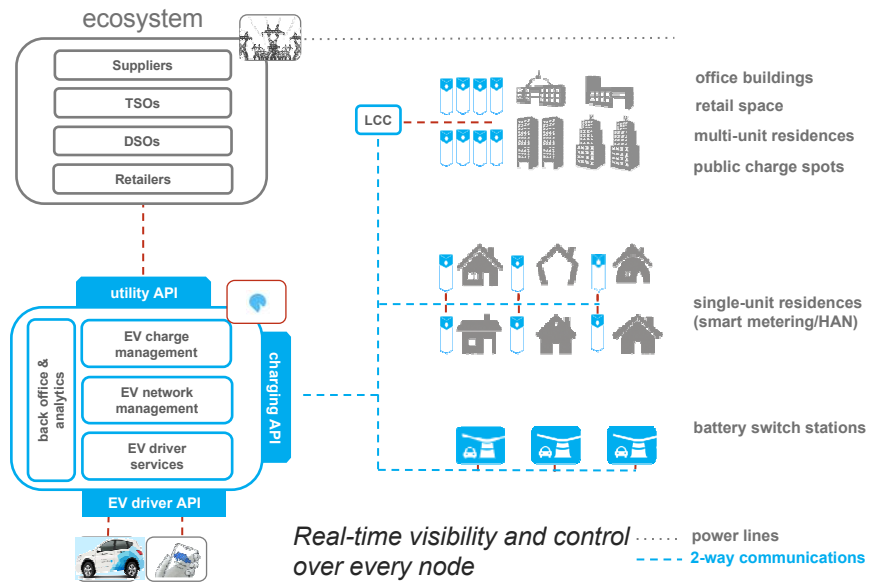 ecosystem
Suppliers
TSOs
DSOs
Retailers
utility API
back office &
analytics
EV charge
management
EV network
management
EV driver
services
charging API
EV driver API
LCC
office buildings
retail space
multi-unit residences
public charge spots
single-unit residences
(smart metering/HAN)
battery switch stations
Real-time visibility and control
over every node
power lines
2-way communications